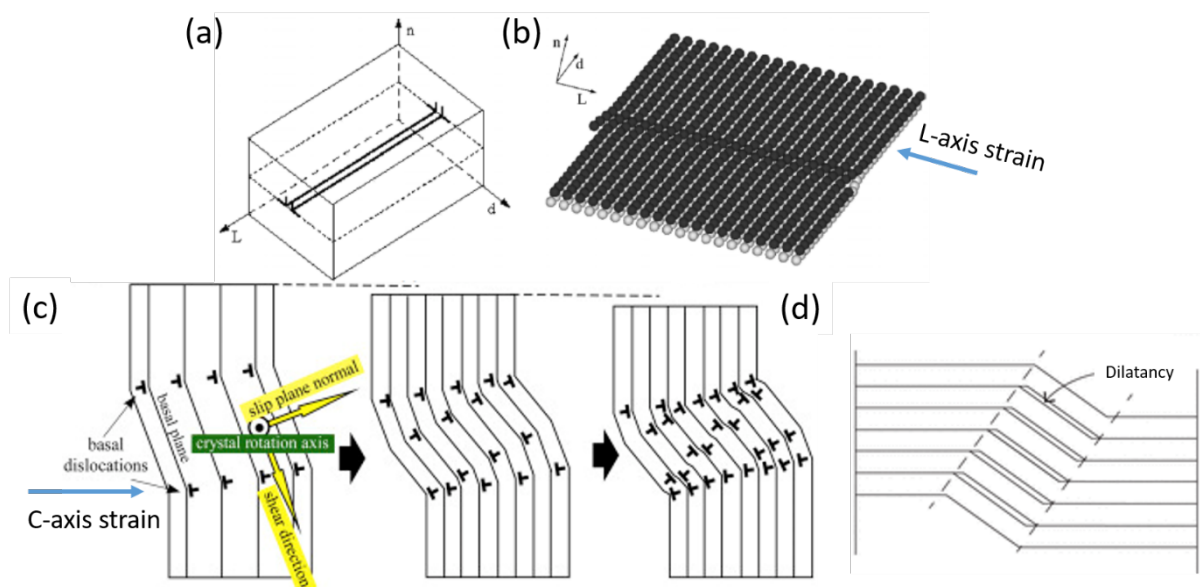 (a)
n
L
d
(b)
n
d
L
L-axis strain
(c)
slip plane normal
basal plane
crystal rotation axis
basal
dislocations
shear direction
C-axis strain
(d)
Dilatancy